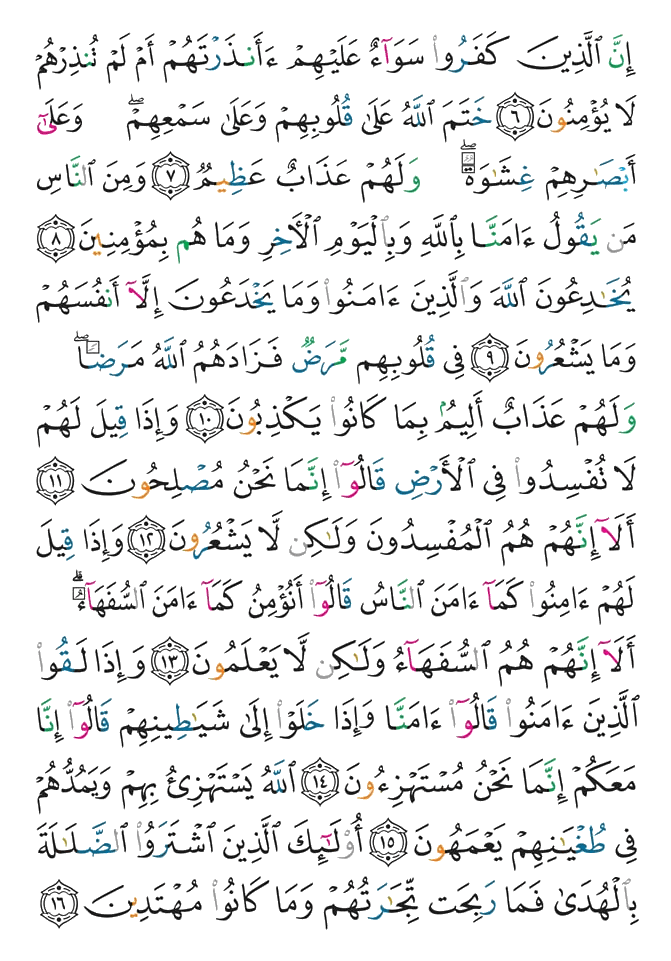 إِنَّ ٱلَّذِينَ كَفَرُوا۟ سَوَآءٌ عَلَيْهِمْ ءَأَنذَرْتَهُمْ أَمْ لَمْ تُنذِرْهُمْ
لَا يُؤْمِنُونَ ٦ خَتَمَ ٱللَّهُ عَلَىٰ قُلُوبِهِمْ وَعَلَىٰ سَمْعِهِمْ ۖ وَعَلَىٰٓ
أَبْصَـٰرِهِمْ غِشَـٰوَةٌ ۖ وَلَهُمْ عَذَابٌ عَظِيمٌ ٧ وَمِنَ ٱلنَّاسِ
مَن يَقُولُ ءَامَنَّا بِٱللَّهِ وَبِٱلْيَوْمِ ٱلْأَخِرِ وَمَا هُم بِمُؤْمِنِينَ ٨
يُخَـٰدِعُونَ ٱللَّهَ وَٱلَّذِينَ ءَامَنُوا۟ وَمَا يَخْدَعُونَ إِلَّآ أَنفُسَهُمْ
وَمَا يَشْعُرُونَ ٩ فِى قُلُوبِهِم مَّرَضٌ فَزَادَهُمُ ٱللَّهُ مَرَضًا ۖ
وَلَهُمْ عَذَابٌ أَلِيمٌۢ بِمَا كَانُوا۟ يَكْذِبُونَ ١٠ وَإِذَا قِيلَ لَهُمْ
لَا تُفْسِدُوا۟ فِى ٱلْأَرْضِ قَالُوٓا۟ إِنَّمَا نَحْنُ مُصْلِحُونَ ١١
أَلَآ إِنَّهُمْ هُمُ ٱلْمُفْسِدُونَ وَلَـٰكِن لَّا يَشْعُرُونَ ١٢ وَإِذَا قِيلَ
لَهُمْ ءَامِنُوا۟ كَمَآ ءَامَنَ ٱلنَّاسُ قَالُوٓا۟ أَنُؤْمِنُ كَمَآ ءَامَنَ ٱلسُّفَهَآءُ ۗ
أَلَآ إِنَّهُمْ هُمُ ٱلسُّفَهَآءُ وَلَـٰكِن لَّا يَعْلَمُونَ ١٣ وَإِذَا لَقُوا۟
ٱلَّذِينَ ءَامَنُوا۟ قَالُوٓا۟ ءَامَنَّا وَإِذَا خَلَوْا۟ إِلَىٰ شَيَـٰطِينِهِمْ قَالُوٓا۟ إِنَّا
مَعَكُمْ إِنَّمَا نَحْنُ مُسْتَهْزِءُونَ ١٤ ٱللَّهُ يَسْتَهْزِئُ بِهِمْ وَيَمُدُّهُمْ
فِى طُغْيَـٰنِهِمْ يَعْمَهُونَ ١٥ أُو۟لَـٰٓئِكَ ٱلَّذِينَ ٱشْتَرَوُا۟ ٱلضَّلَـٰلَةَ
بِٱلْهُدَىٰ فَمَا رَبِحَت تِّجَـٰرَتُهُمْ وَمَا كَانُوا۟ مُهْتَدِينَ ١٦